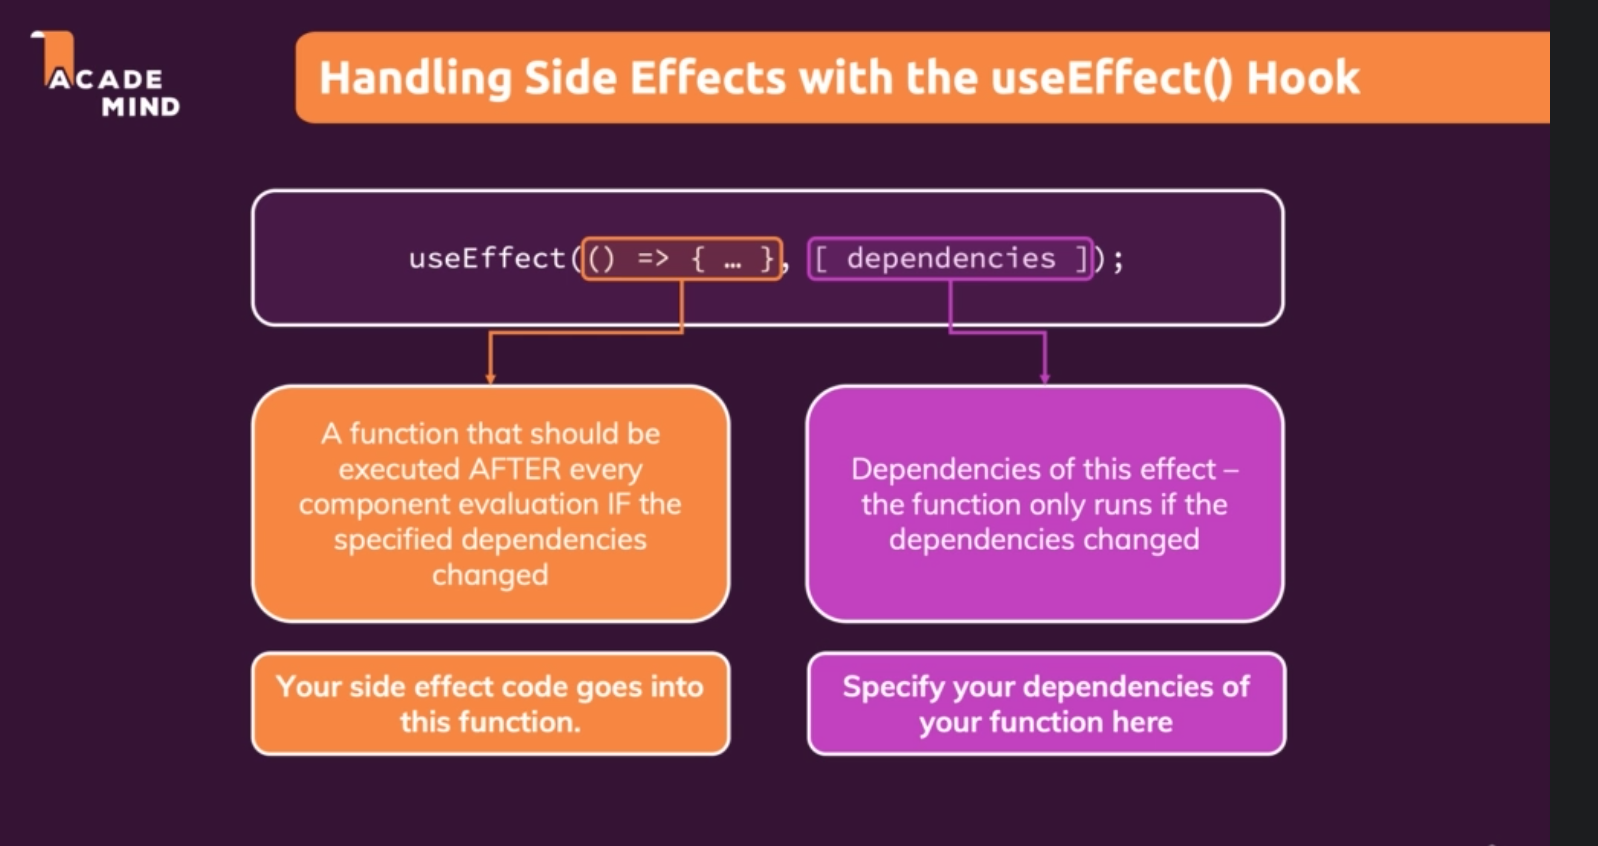 ACADE
MIND
Handling Side Effects with the useEffect() Hook
useEffect(() => { … }, [ dependencies ]);
A function that should be
executed AFTER every
component evaluation IF the
specified dependencies
changed
Dependencies of this effect –
the function only runs if the
dependencies changed
Your side effect code goes into
this function.
Specify your dependencies of
your function here